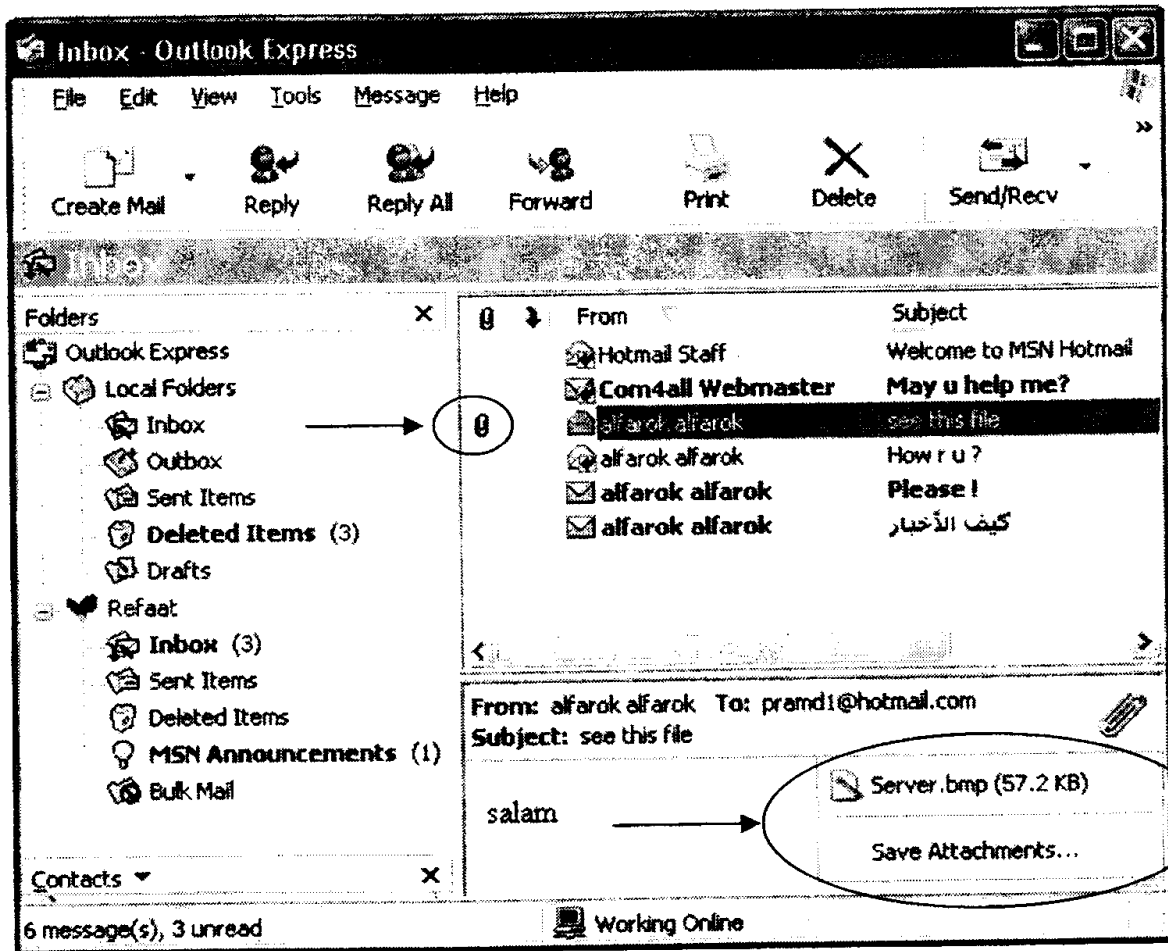 Inbox - Outlook Express
File Edit View Tools Message Help
Create Mail Reply Reply All Forward Print Delete Send/Recv
Inbox
Folders
Outlook Express
Local Folders
Inbox
Outbox
Sent Items
Deleted Items (3)
Drafts
Refaat
Inbox (3)
Sent Items
Deleted Items
MSN Announcements (1)
Bulk Mail
Contacts
From Subject
Hotmail Staff Welcome to MSN Hotmail
Com4all Webmaster May u help me?
alfarok alfarok see this file
alfarok alfarok How r u ?
alfarok alfarok Please !
alfarok alfarok كيف الأخبار
From: alfarok alfarok To: pramd1@hotmail.com
Subject: see this file
salam
Server.bmp (57.2 KB)
Save Attachments...
6 message(s), 3 unread Working Online